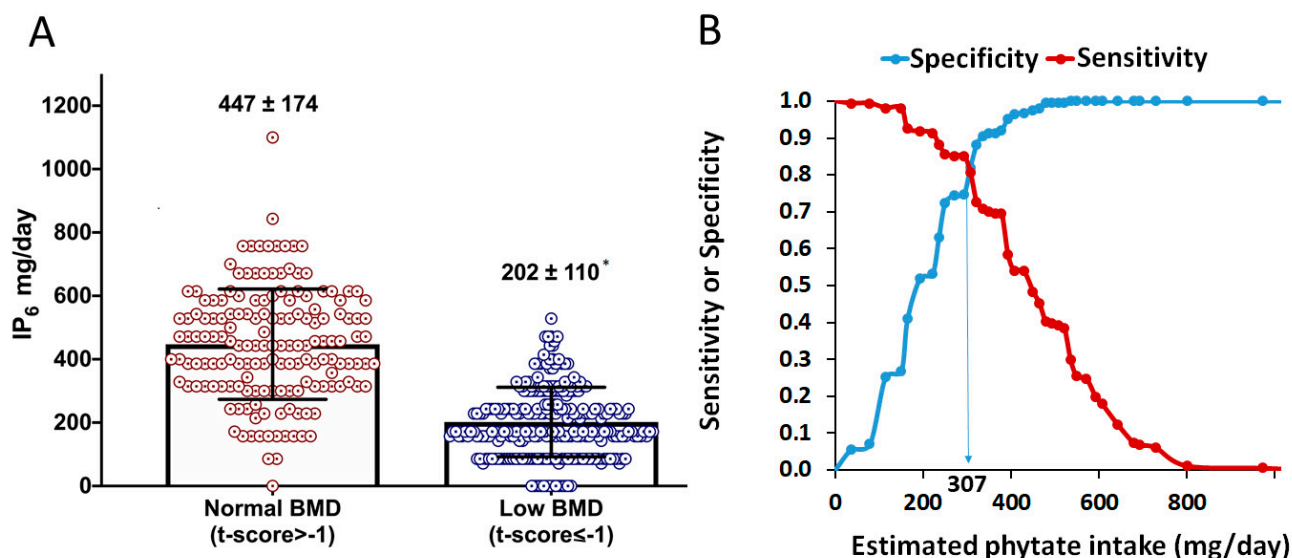 A
IP6 mg/day
1200
1000
800
600
400
200
0
447 ± 174
202 ± 110*
Normal BMD
(t-score>-1)
Low BMD
(t-score≤-1)
B
Specificity
Sensitivity
Sensitivity or Specificity
1.0
0.9
0.8
0.7
0.6
0.5
0.4
0.3
0.2
0.1
0.0
0
200
307
400
600
800
Estimated phytate intake (mg/day)